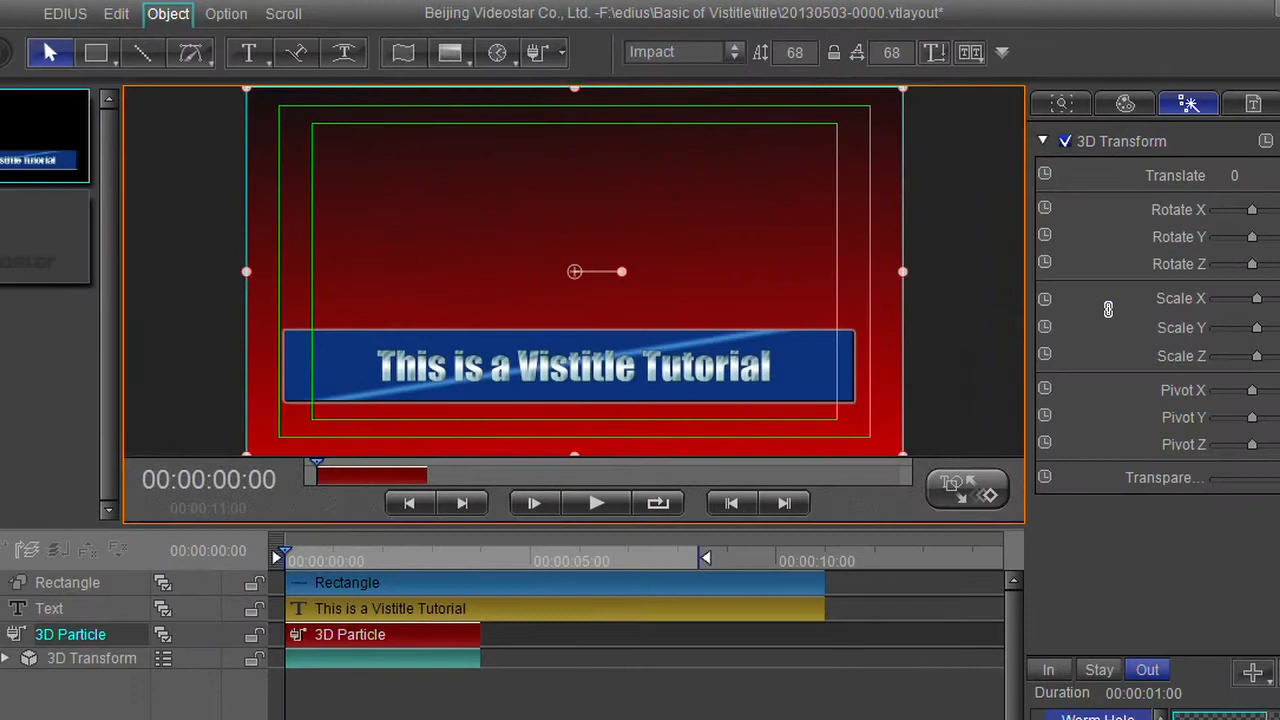 EDIUS Edit Object Option Scroll Beijing Videostar Co., Ltd. -F:\edius\Basic of Vistitle\title\20130503-0000.vtlayout*
T T Impact 68 68 T
3D Transform
Translate 0
Rotate X
Rotate Y
Rotate Z
Scale X
Scale Y
Scale Z
Pivot X
Pivot Y
Pivot Z
Transpare...
This is a Vistitle Tutorial
00:00:00:00
00:00:11:00
00:00:00:00 00:00:00:00 00:00:05:00 00:00:10:00
Rectangle Rectangle
T Text T This is a Vistitle Tutorial
3D Particle 3D Particle
3D Transform
In Stay Out
Duration 00:00:01:00
Worm Hole